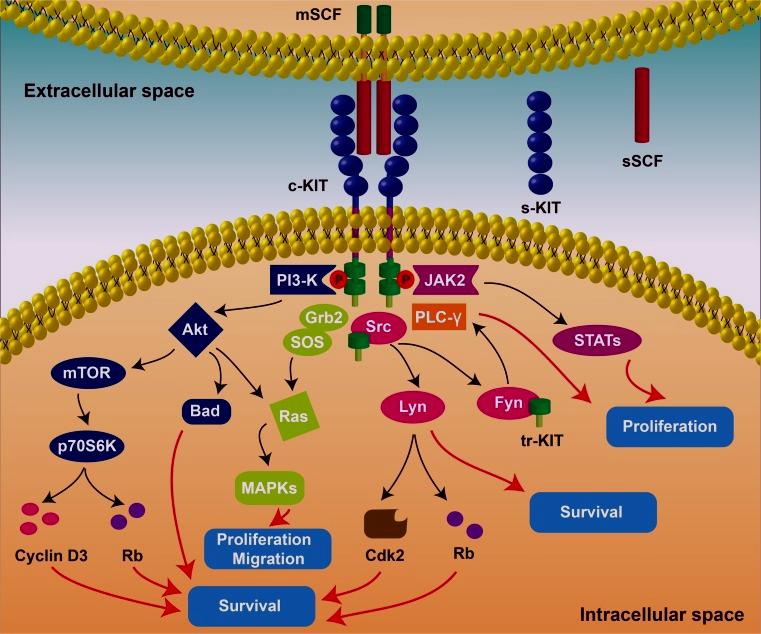 mSCF
Extracellular space
sSCF
c-KIT
s-KIT
PI3-K
P
P
JAK2
Grb2
Src
PLC-γ
Akt
SOS
STATs
mTOR
Bad
Ras
Lyn
Fyn
Proliferation
tr-KIT
p70S6K
MAPKs
Survival
Proliferation
Migration
Cyclin D3
Rb
Cdk2
Rb
Survival
Intracellular space